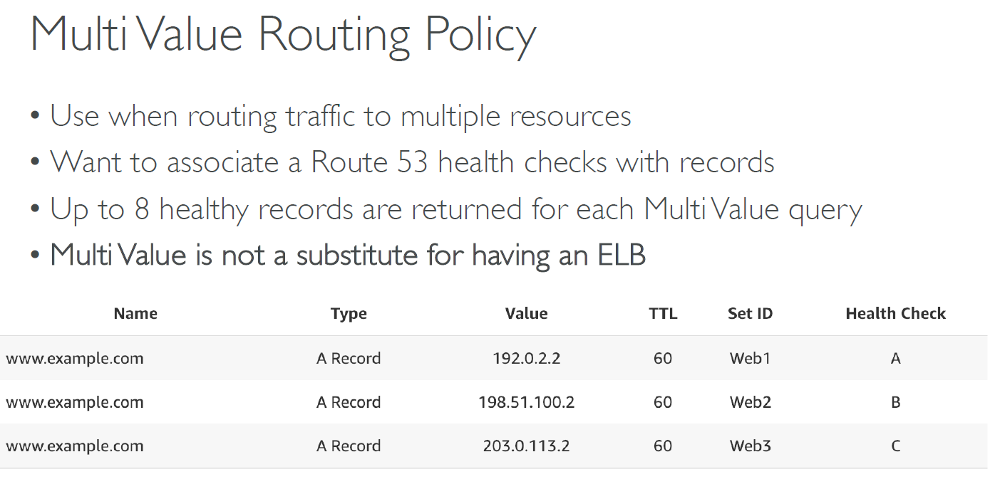 Multi Value Routing Policy
• Use when routing traffic to multiple resources
• Want to associate a Route 53 health checks with records
• Up to 8 healthy records are returned for each Multi Value query
• Multi Value is not a substitute for having an ELB
Name Type Value TTL Set ID Health Check
www.example.com A Record 192.0.2.2 60 Web1 A
www.example.com A Record 198.51.100.2 60 Web2 B
www.example.com A Record 203.0.113.2 60 Web3 C